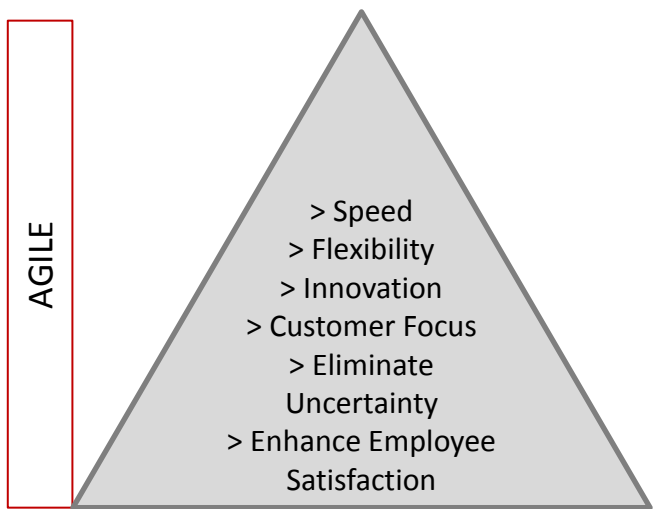 AGILE
> Speed
> Flexibility
> Innovation
> Customer Focus
> Eliminate
Uncertainty
> Enhance Employee
Satisfaction